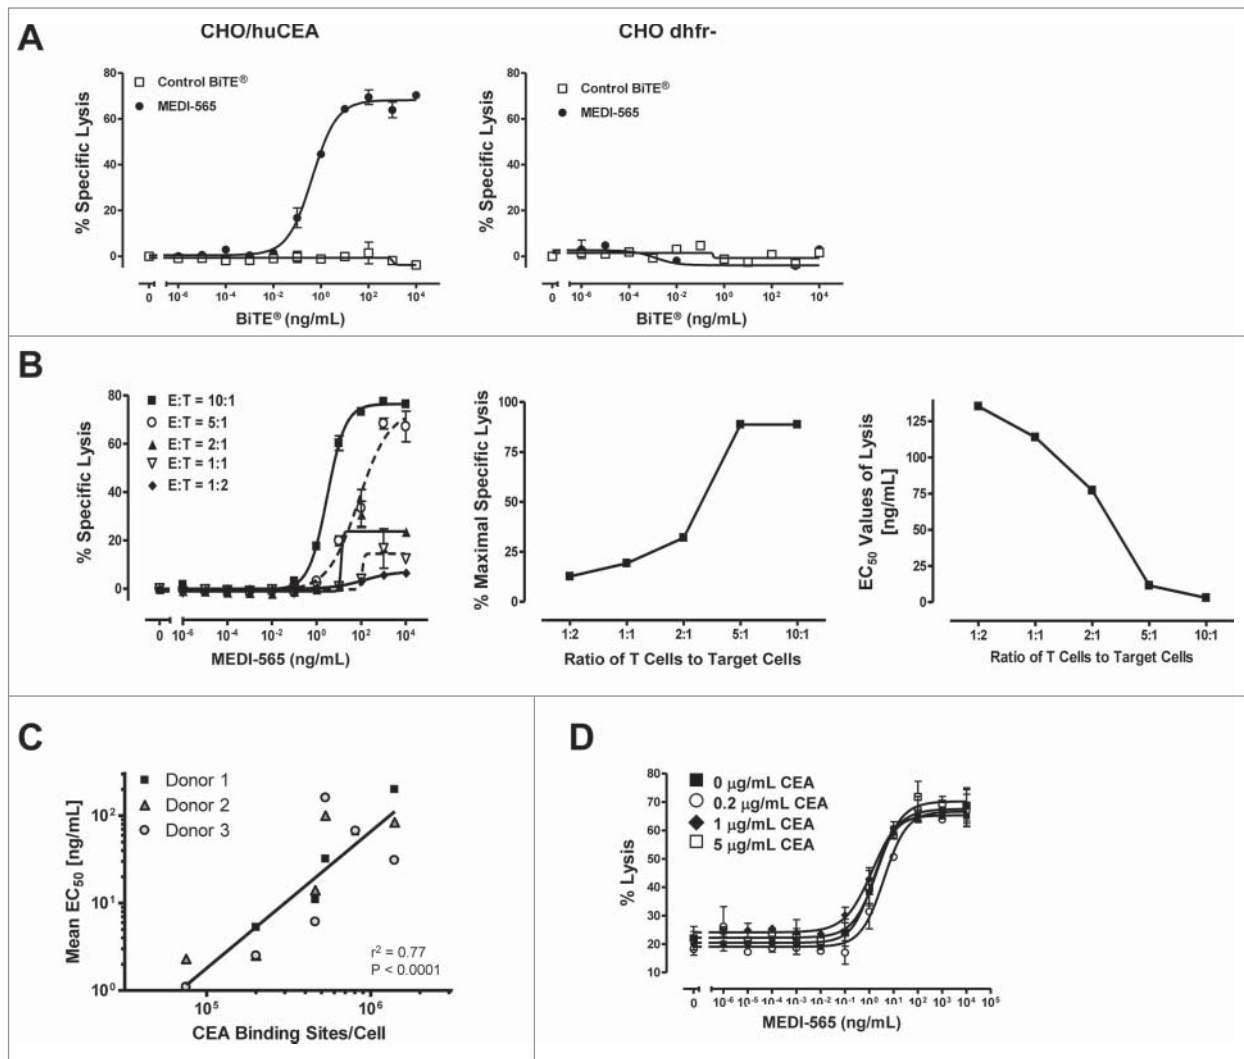 A
CHO/huCEA
CHO dhfr-
% Specific Lysis
80
60
40
20
0
Control BiTE®
MEDI-565
0 10⁻⁶ 10⁻⁴ 10⁻² 10⁰ 10² 10⁴
BiTE® (ng/mL)
% Specific Lysis
80
60
40
20
0
Control BiTE®
MEDI-565
0 10⁻⁶ 10⁻⁴ 10⁻² 10⁰ 10² 10⁴
BiTE® (ng/mL)
B
% Specific Lysis
80
60
40
20
0
E:T = 10:1
E:T = 5:1
E:T = 2:1
E:T = 1:1
E:T = 1:2
0 10⁻⁶ 10⁻⁴ 10⁻² 10⁰ 10² 10⁴
MEDI-565 (ng/mL)
% Maximal Specific Lysis
100
75
50
25
0
1:2 1:1 2:1 5:1 10:1
Ratio of T Cells to Target Cells
EC₅₀ Values of Lysis
[ng/mL]
125
100
75
50
25
0
1:2 1:1 2:1 5:1 10:1
Ratio of T Cells to Target Cells
C
Mean EC₅₀ [ng/mL]
10²
10¹
10⁰
Donor 1
Donor 2
Donor 3
r² = 0.77
P < 0.0001
10⁵ 10⁶
CEA Binding Sites/Cell
D
% Lysis
80
70
60
50
40
30
20
10
0 µg/mL CEA
0.2 µg/mL CEA
1 µg/mL CEA
5 µg/mL CEA
0 10⁻⁶ 10⁻⁵ 10⁻⁴ 10⁻³ 10⁻² 10⁻¹ 10⁰ 10¹ 10² 10³ 10⁴ 10⁵
MEDI-565 (ng/mL)